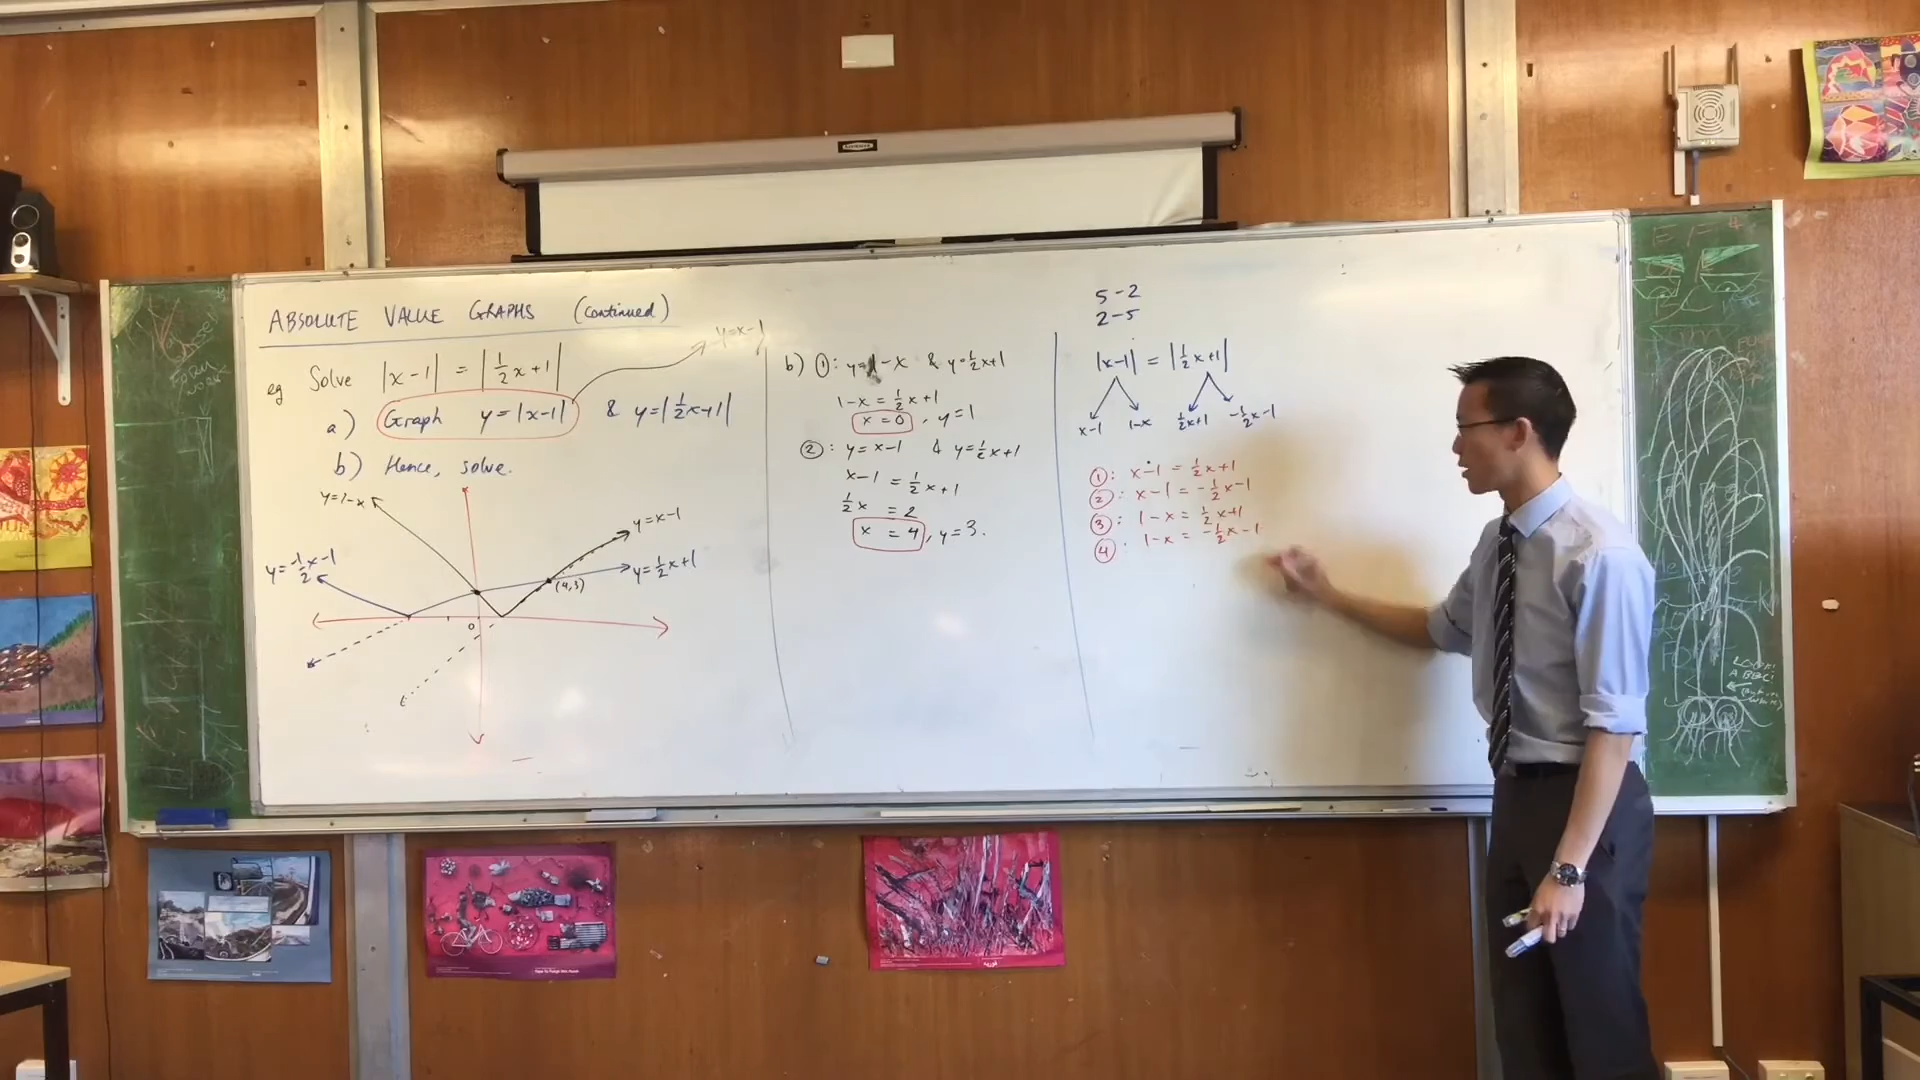 ABSOLUTE VALUE GRAPHS (continued)
eg Solve |x-1| = |1/2x+1|
y=x-1
a) Graph y=|x-1| & y=|1/2x+1|
b) Hence, solve.
y=1-x
y=-1/2x-1
y=x-1
y=1/2x+1
(4,3)
0
b) ①: y=1-x & y=1/2x+1
1-x = 1/2x+1
x = 0, y=1
②: y=x-1 & y=1/2x+1
x-1 = 1/2x+1
1/2x = 2
x = 4, y=3.
5-2
2-5
|x-1| = |1/2x+1|
x-1 1-x 1/2x+1 -1/2x-1
①: x-1 = 1/2x+1
②: x-1 = -1/2x-1
③: 1-x = 1/2x+1
④: 1-x = -1/2x-1